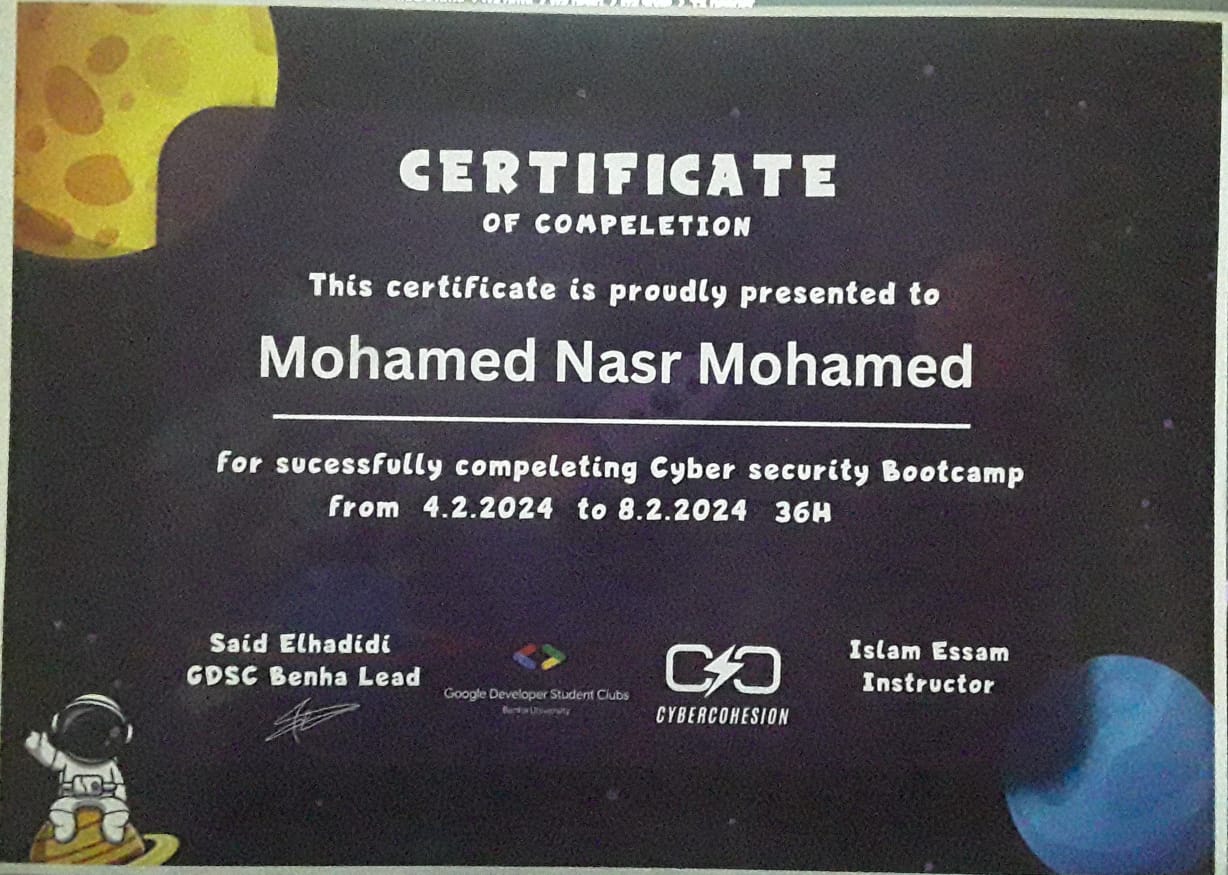 CERTIFICATE
OF COMPELETION
This certificate is proudly presented to
Mohamed Nasr Mohamed
for sucessfully compeleting Cyber security Bootcamp
from 4.2.2024 to 8.2.2024 36H
Said Elhadidi
GDSC Benha Lead
Google Developer Student Clubs
Benha University
CYBERCOHESION
Islam Essam
Instructor